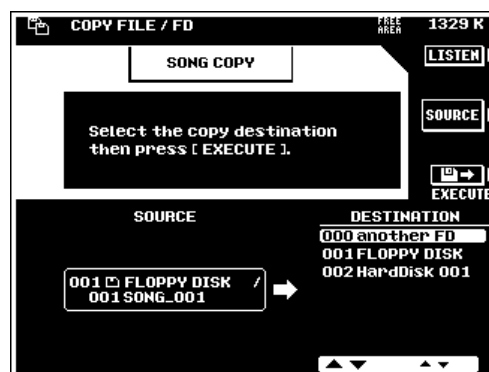 COPY FILE / FD
FREE AREA 1329 K
LISTEN
SONG COPY
SOURCE
Select the copy destination
then press [ EXECUTE ].
EXECUTE
SOURCE
DESTINATION
000 another FD
001 FLOPPY DISK
002 HardDisk 001
001 FLOPPY DISK /
001 SONG_001